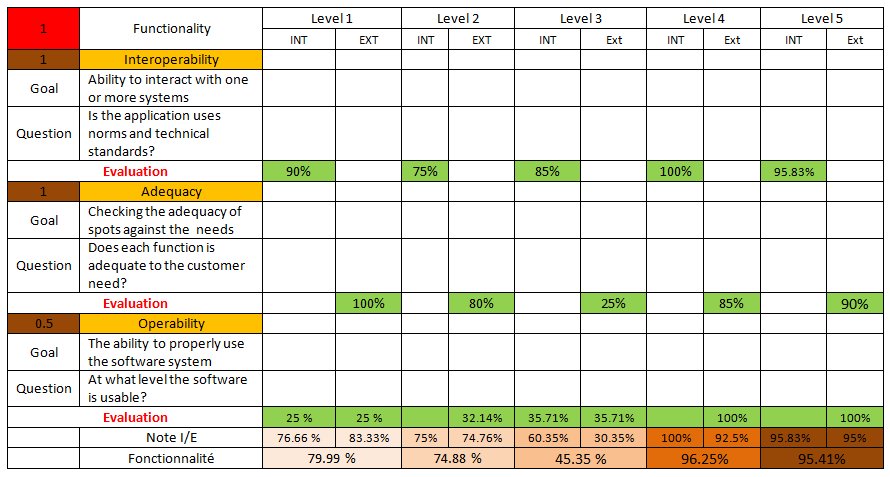 1 Functionality Level 1 Level 2 Level 3 Level 4 Level 5
INT EXT INT EXT INT Ext INT Ext INT Ext
1 Interoperability
Goal Ability to interact with one
or more systems
Question Is the application uses
norms and technical
standards?
Evaluation 90% 75% 85% 100% 95.83%
1 Adequacy
Goal Checking the adequacy of
spots against the needs
Question Does each function is
adequate to the customer
need?
Evaluation 100% 80% 25% 85% 90%
0.5 Operability
Goal The ability to properly use
the software system
Question At what level the software
is usable?
Evaluation 25 % 25 % 32.14% 35.71% 35.71% 100% 100%
Note I/E 76.66 % 83.33% 75% 74.76% 60.35% 30.35% 100% 92.5% 95.83% 95%
Fonctionnalité 79.99 % 74.88 % 45.35 % 96.25% 95.41%